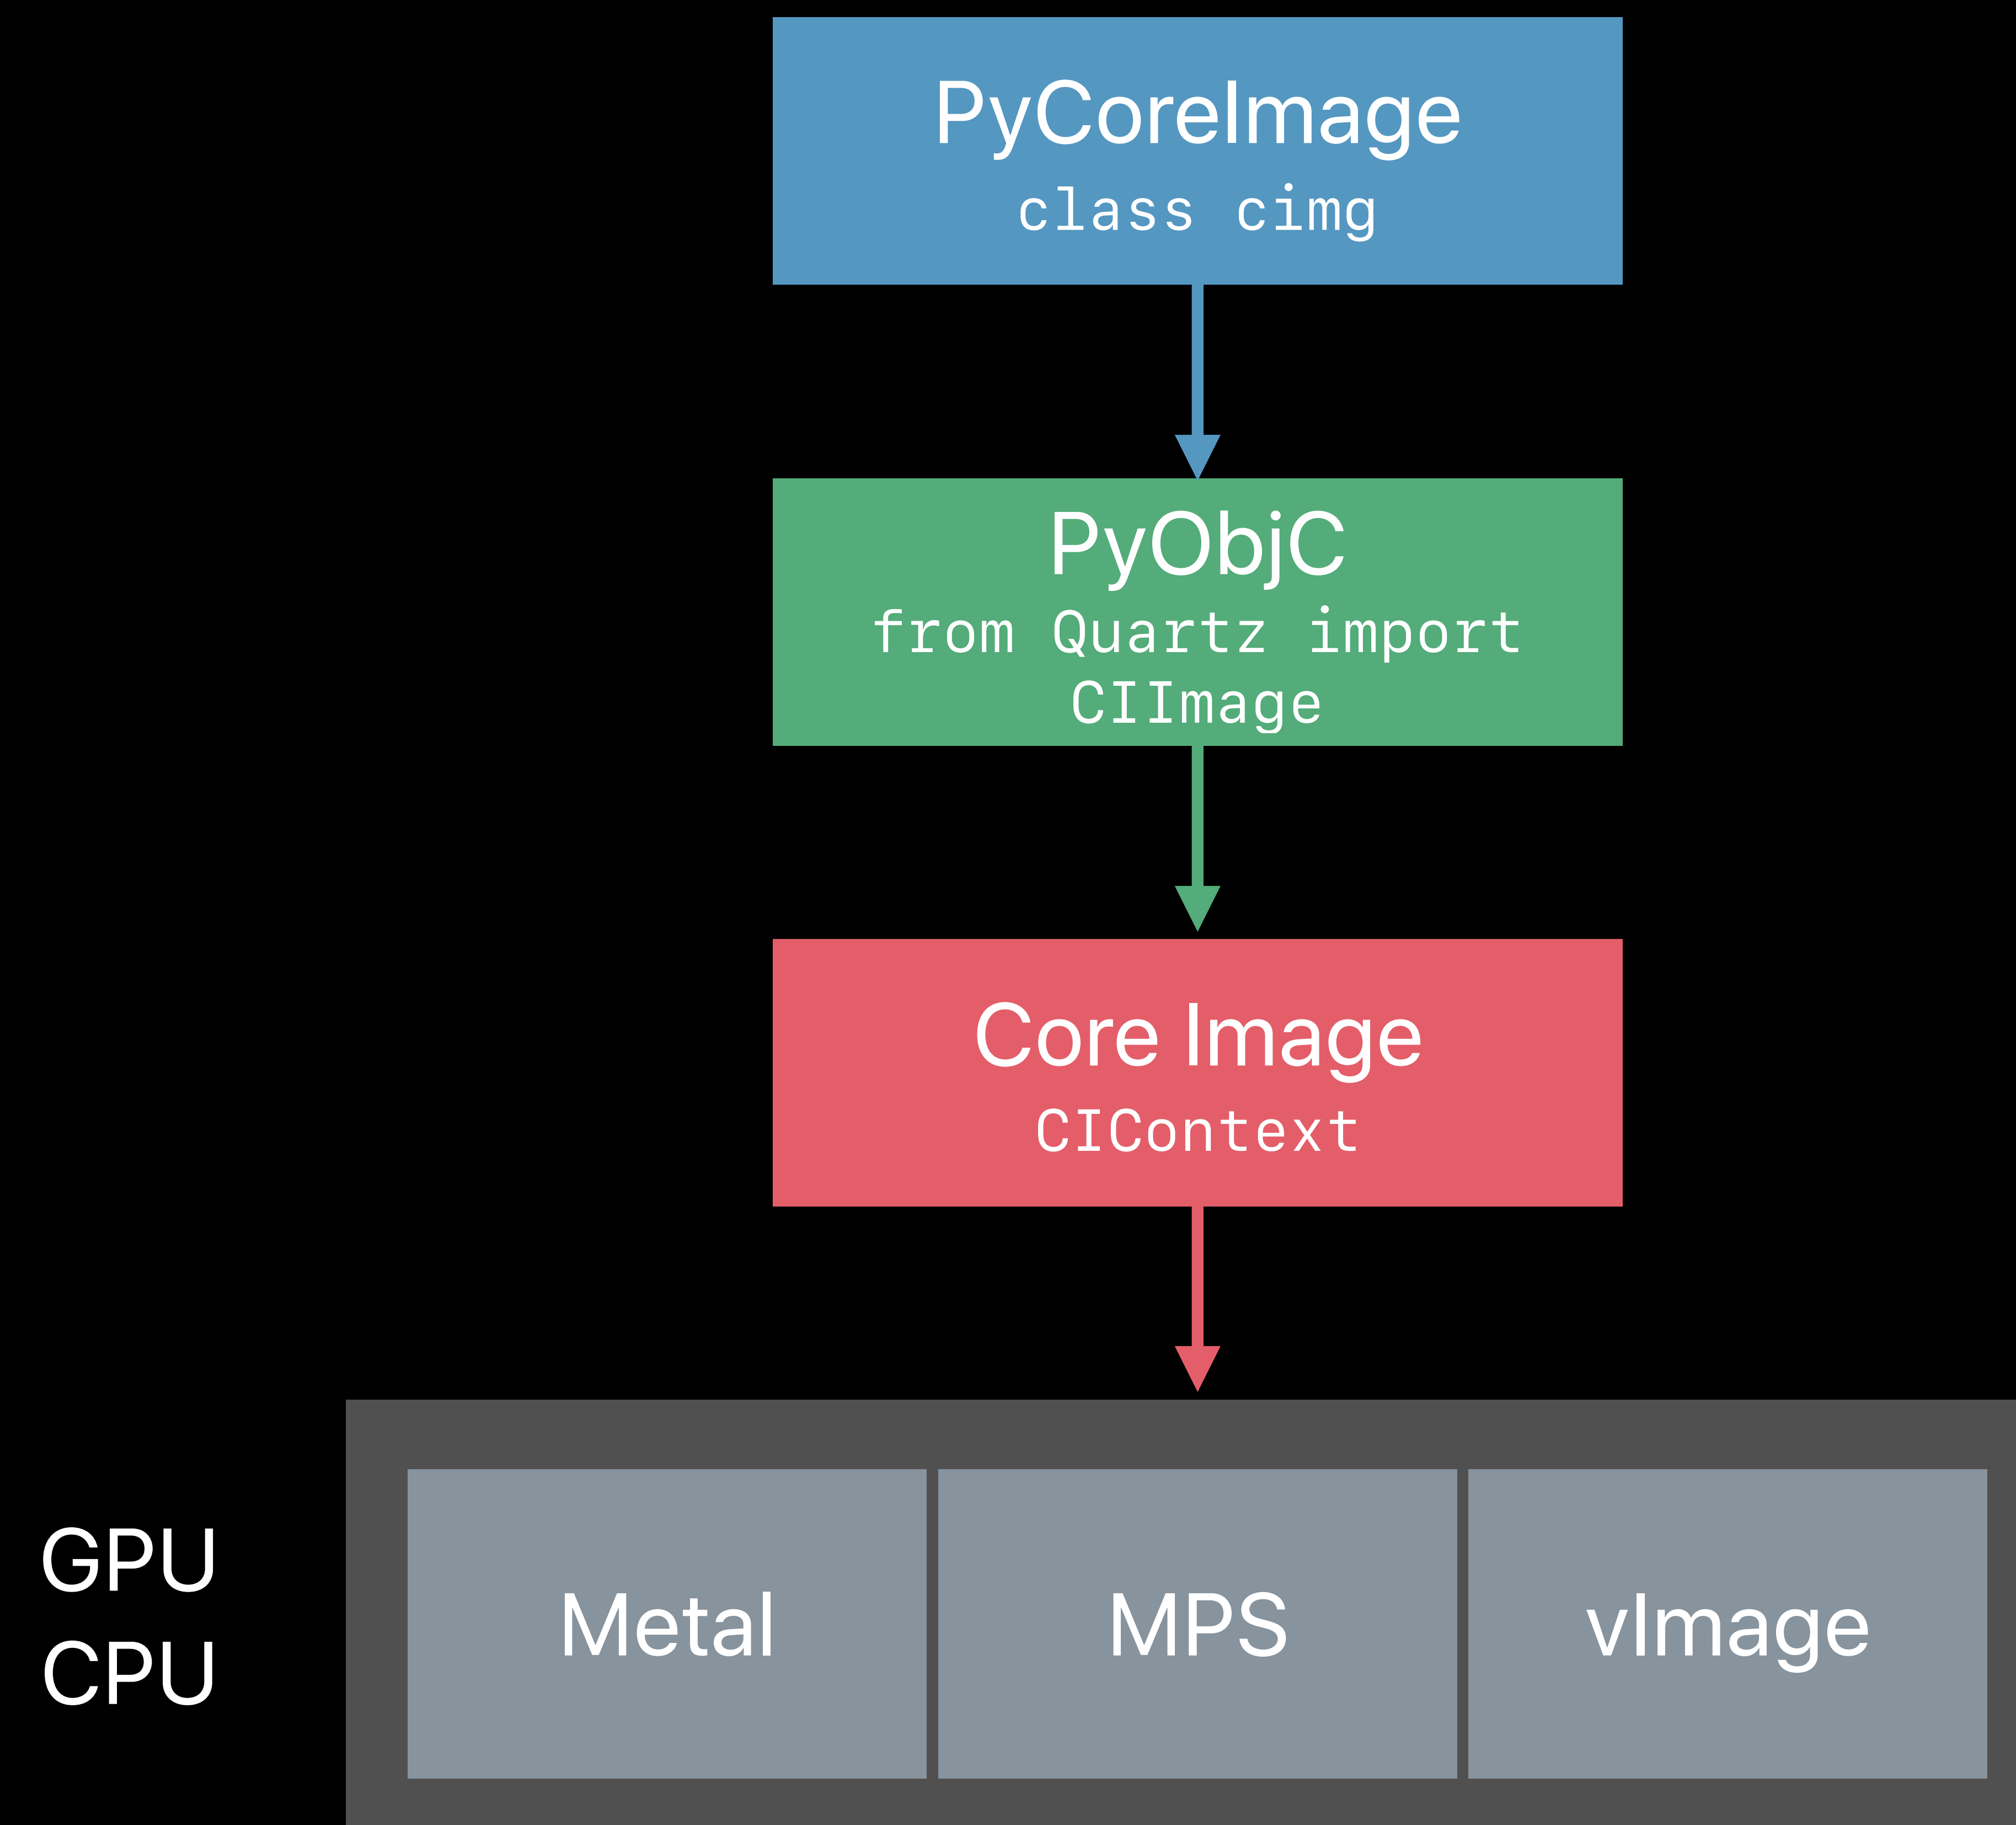 PyCoreImage
class cimg
PyObjC
from Quartz import
CIImage
Core Image
CIContext
GPU
CPU
Metal
MPS
vImage